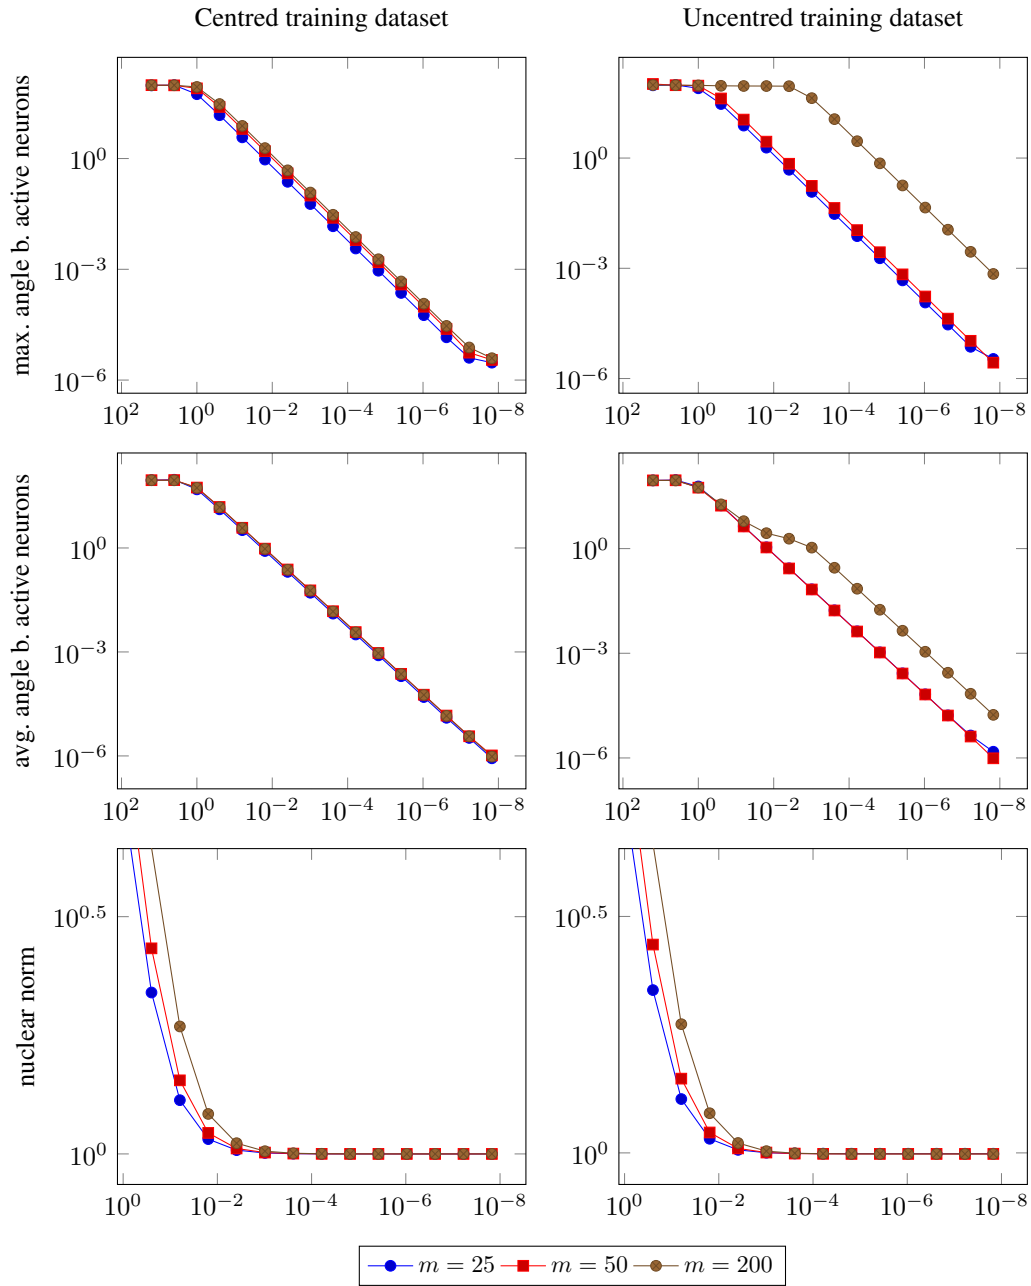 Centred training dataset
Uncentred training dataset
max. angle b. active neurons
10^0
10^-3
10^-6
10^2 10^0 10^-2 10^-4 10^-6 10^-8
10^0
10^-3
10^-6
10^2 10^0 10^-2 10^-4 10^-6 10^-8
avg. angle b. active neurons
10^0
10^-3
10^-6
10^2 10^0 10^-2 10^-4 10^-6 10^-8
10^0
10^-3
10^-6
10^2 10^0 10^-2 10^-4 10^-6 10^-8
nuclear norm
10^0.5
10^0
10^0 10^-2 10^-4 10^-6 10^-8
10^0.5
10^0
10^0 10^-2 10^-4 10^-6 10^-8
m = 25 m = 50 m = 200